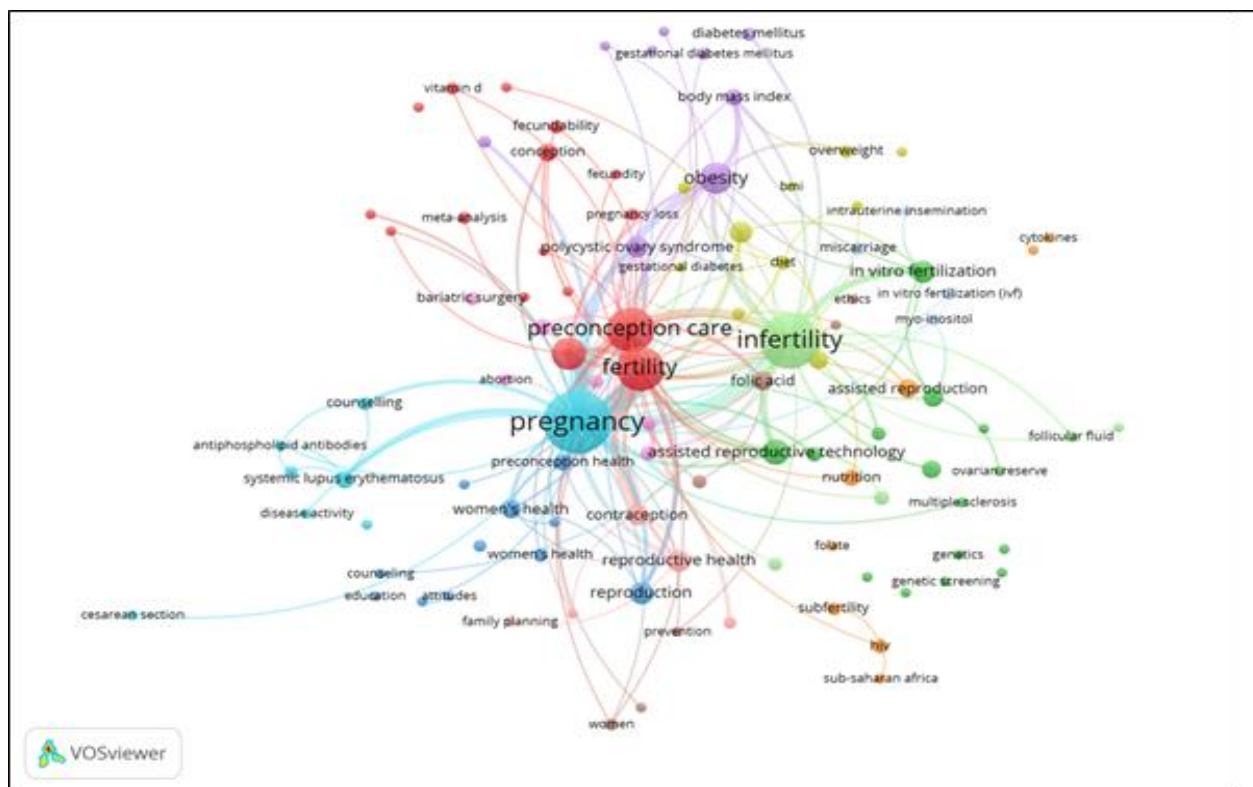 diabetes mellitus
gestational diabetes mellitus
vitamin d
body mass index
fecundability
conception
overweight
fecundity
obesity
bmi
pregnancy loss
intrauterine insemination
meta-analysis
cytokines
polycystic ovary syndrome
miscarriage
gestational diabetes
diet
in vitro fertilization
bariatric surgery
ethics
in vitro fertilization (ivf)
myo-inositol
preconception care
infertility
fertility
abortion
folic acid
assisted reproduction
counselling
pregnancy
follicular fluid
antiphospholipid antibodies
assisted reproductive technology
preconception health
systemic lupus erythematosus
nutrition
ovarian reserve
disease activity
women's health
contraception
multiple sclerosis
women's health
reproductive health
folate
genetics
counseling
genetic screening
education
attitudes
reproduction
cesarean section
family planning
prevention
subfertility
hiv
sub-saharan africa
women
VOSviewer